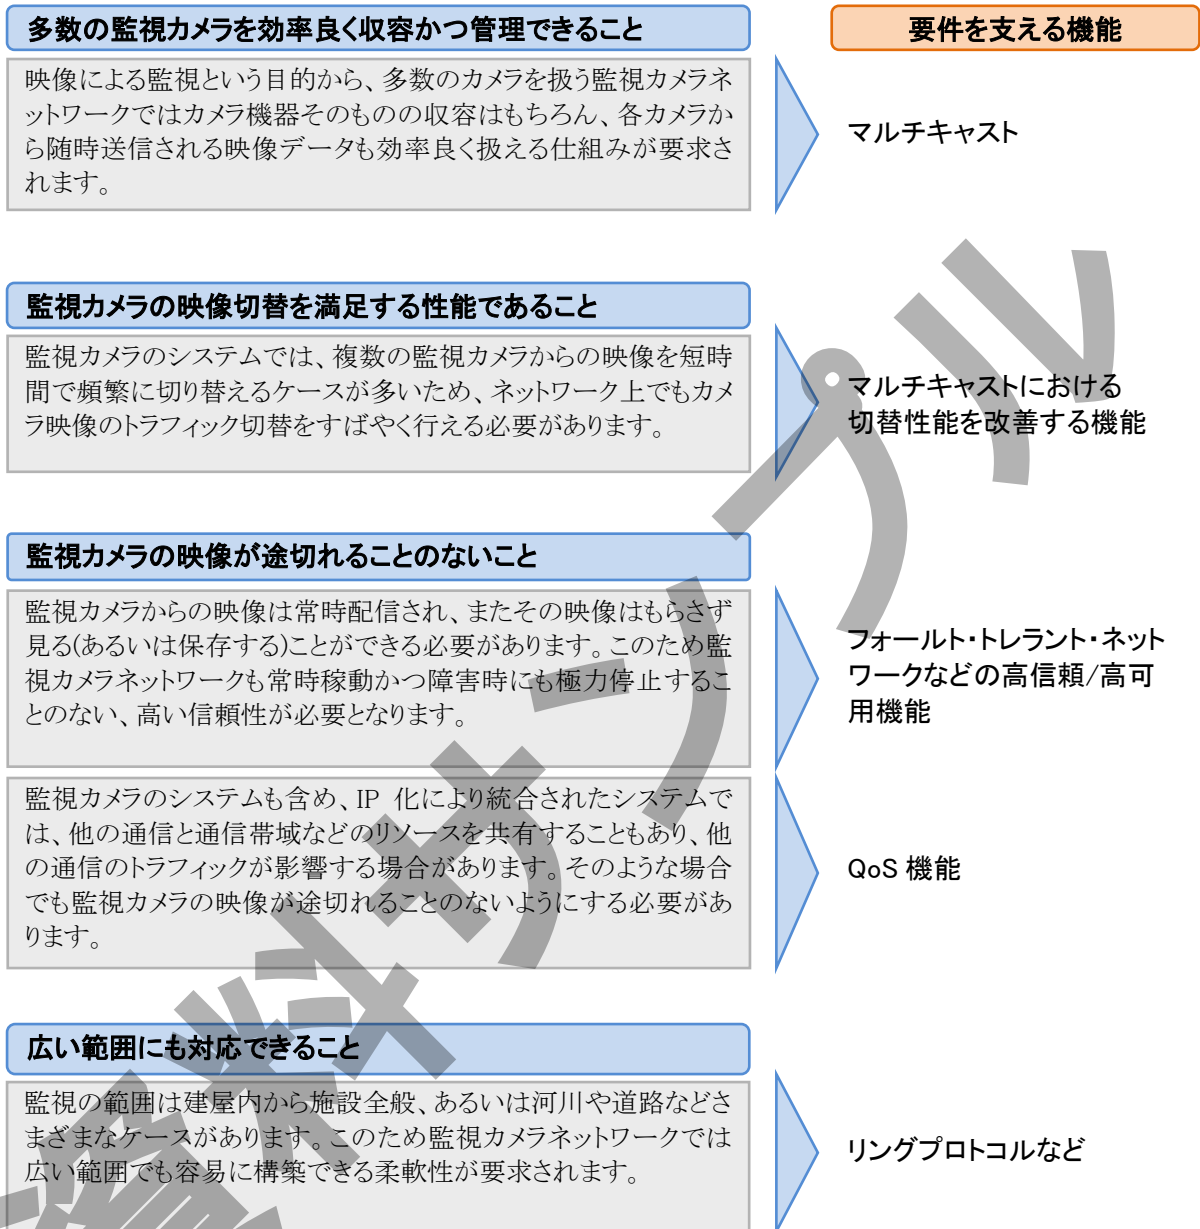 多数の監視カメラを効率良く収容かつ管理できること
要件を支える機能
映像による監視という目的から、多数のカメラを扱う監視カメラネ
ットワークではカメラ機器そのものの収容はもちろん、各カメラか
ら随時送信される映像データも効率良く扱える仕組みが要求さ
れます。
マルチキャスト
監視カメラの映像切替を満足する性能であること
監視カメラのシステムでは、複数の監視カメラからの映像を短時
間で頻繁に切り替えるケースが多いため、ネットワーク上でもカメ
ラ映像のトラフィック切替をすばやく行える必要があります。
マルチキャストにおける
切替性能を改善する機能
監視カメラの映像が途切れることのないこと
監視カメラからの映像は常時配信され、またその映像はもらさず
見る(あるいは保存する)ことができる必要があります。このため監
視カメラネットワークも常時稼動かつ障害時にも極力停止するこ
とのない、高い信頼性が必要となります。
フォールト・トレラント・ネット
ワークなどの高信頼/高可
用機能
監視カメラのシステムも含め、IP 化により統合されたシステムで
は、他の通信と通信帯域などのリソースを共有することもあり、他
の通信のトラフィックが影響する場合があります。そのような場合
でも監視カメラの映像が途切れることのないようにする必要があ
ります。
QoS 機能
広い範囲にも対応できること
監視の範囲は建屋内から施設全般、あるいは河川や道路などさ
まざまなケースがあります。このため監視カメラネットワークでは
広い範囲でも容易に構築できる柔軟性が要求されます。
リングプロトコルなど
資料サンプル